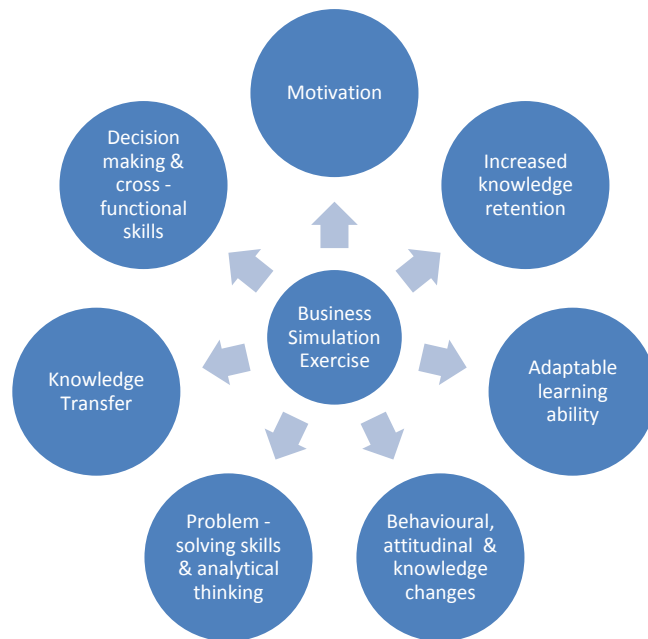 Motivation
Decision
making &
cross -
functional
skills
Increased
knowledge
retention
Business
Simulation
Exercise
Knowledge
Transfer
Adaptable
learning
ability
Problem -
solving skills
& analytical
thinking
Behavioural,
attitudinal &
knowledge
changes